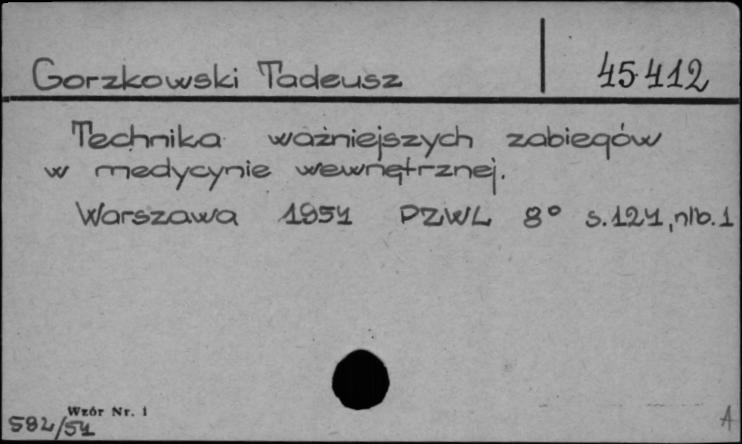 Gorzkowski Tadeusz 45412
Technika ważniejszych zabiegów
w medycynie wewnętrznej.
Warszawa 1954 PZWL 8° s.124, nlb.1
Wzór Nr. 1
582/54
A